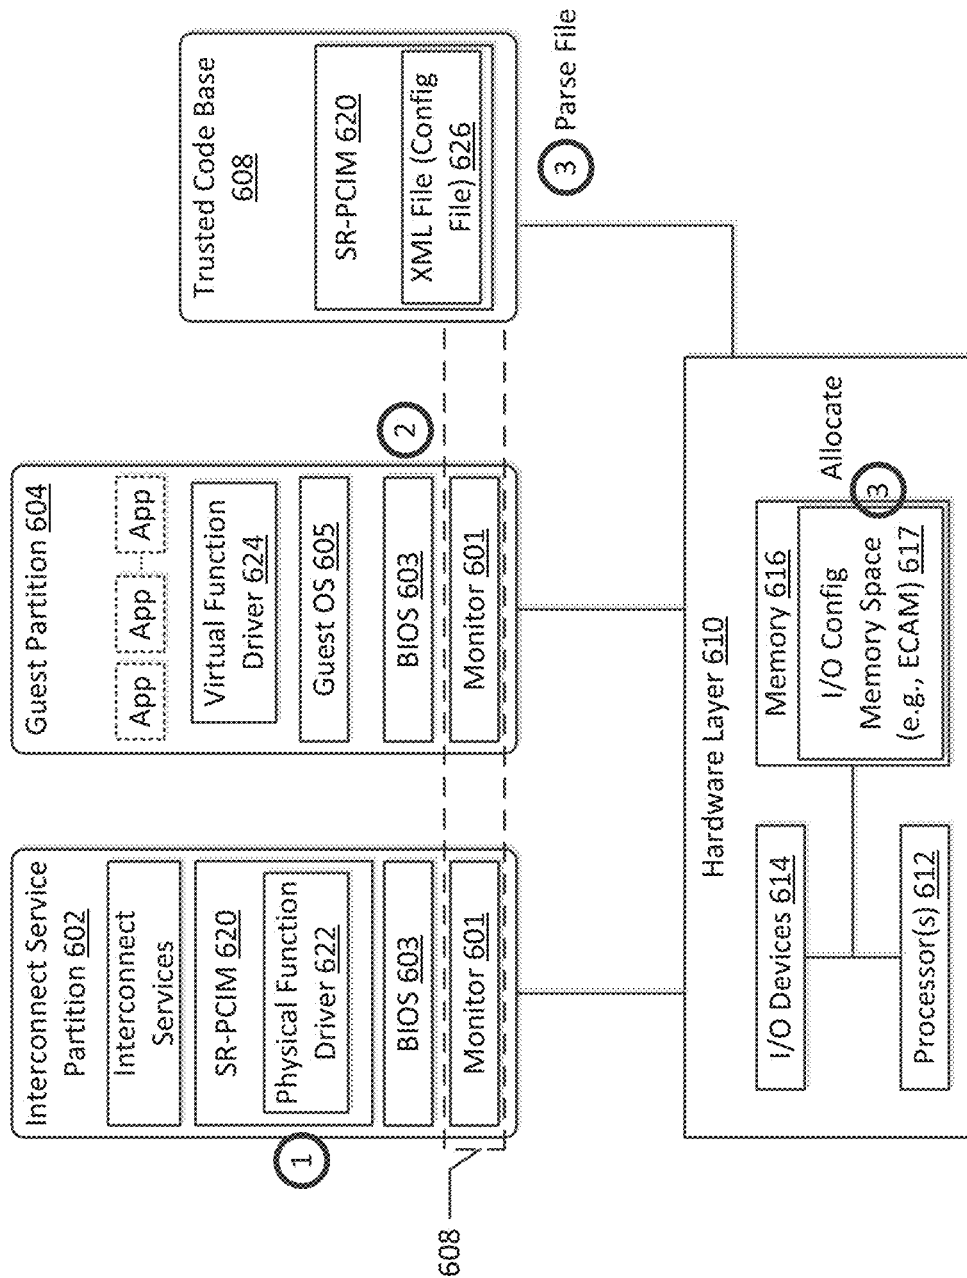 Interconnect Service
Partition 602
Interconnect
Services
SR-PCIM 620
Physical Function
Driver 622
BIOS 603
Monitor 601
1
608
Guest Partition 604
App
App
App
Virtual Function
Driver 624
Guest OS 605
BIOS 603
Monitor 601
2
Trusted Code Base
608
SR-PCIM 620
XML File (Config
File) 626
3
Parse File
Hardware Layer 610
I/O Devices 614
Processor(s) 612
Memory 616
I/O Config
Memory Space
(e.g., ECAM) 617
Allocate
3